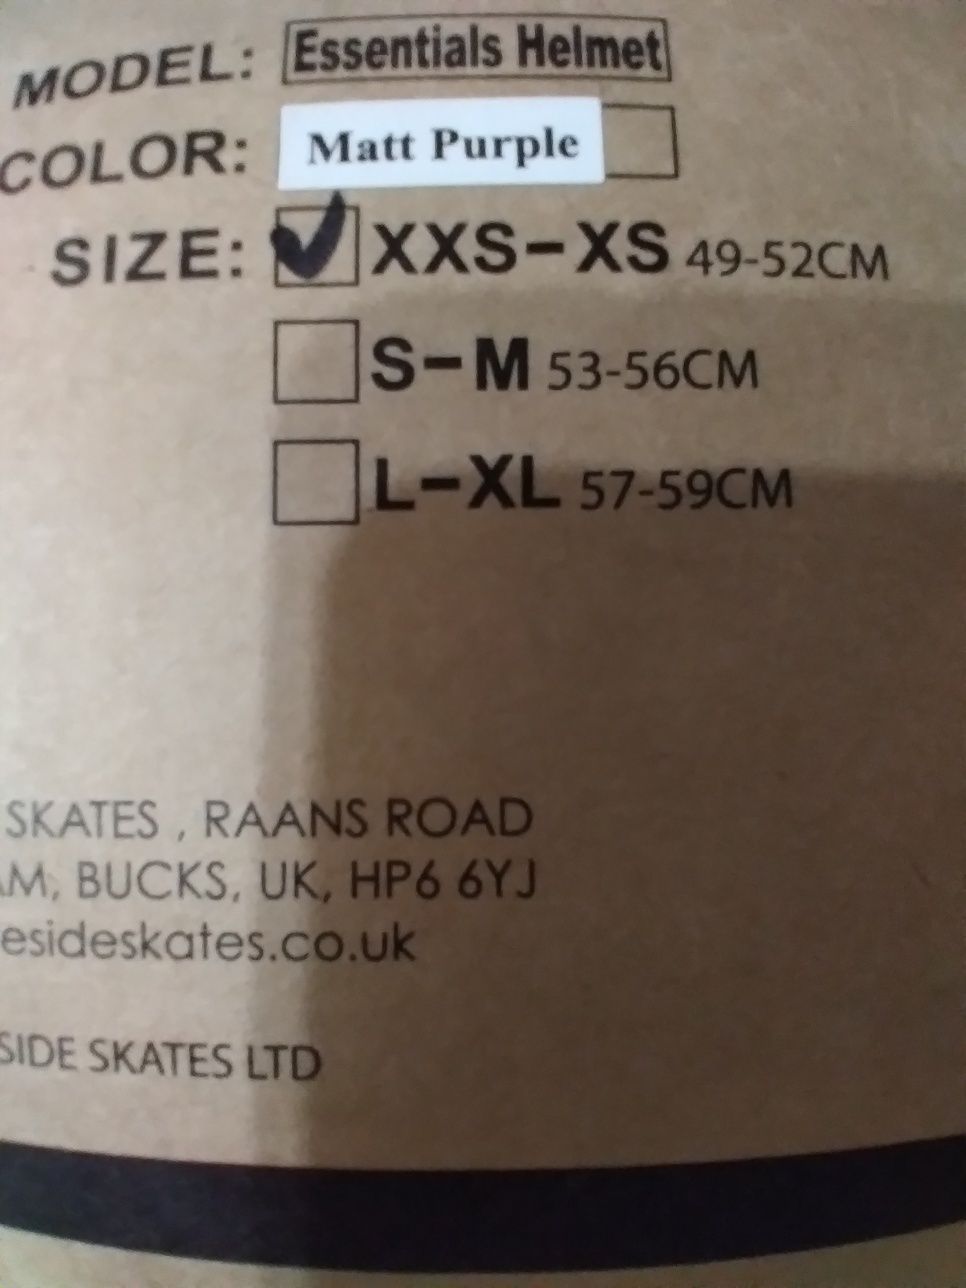 MODEL: Essentials Helmet
COLOR: Matt Purple
SIZE: XXS-XS 49-52CM
S-M 53-56CM
L-XL 57-59CM
SKATES , RAANS ROAD
AM, BUCKS, UK, HP6 6YJ
esideskates.co.uk
SIDE SKATES LTD